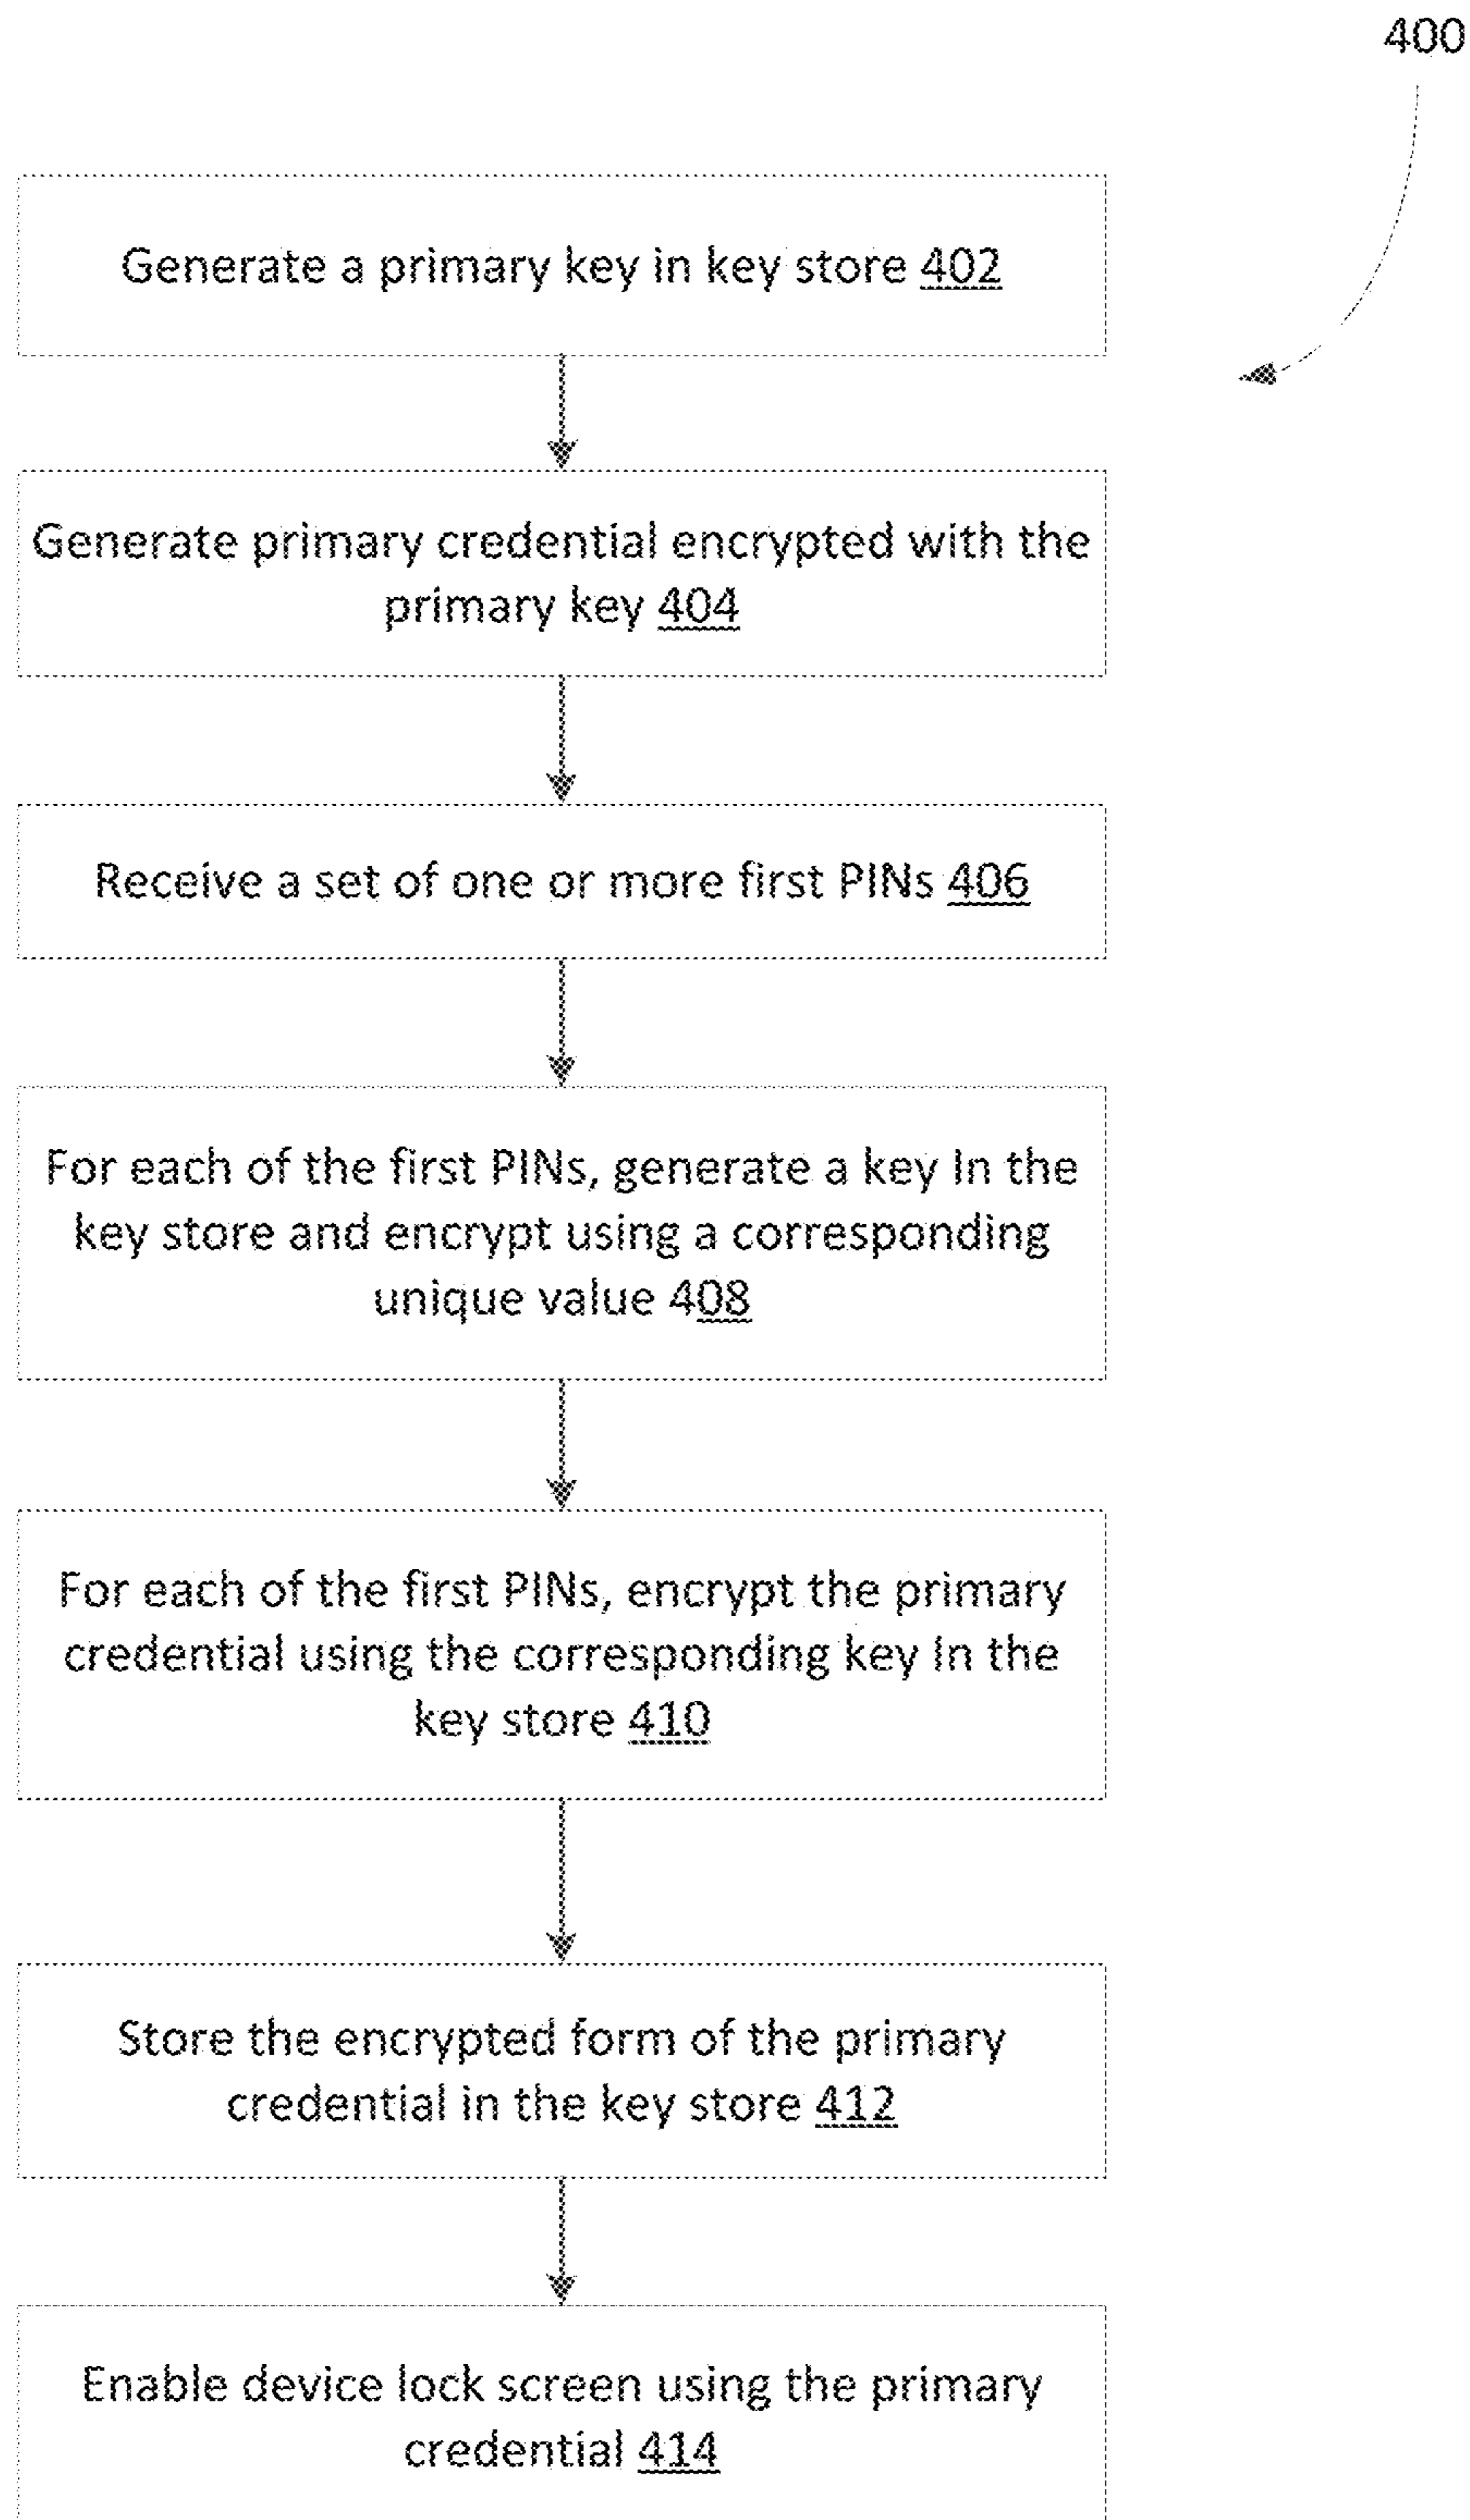 400
Generate a primary key in key store 402
Generate primary credential encrypted with the
primary key 404
Receive a set of one or more first PINs 406
For each of the first PINs, generate a key In the
key store and encrypt using a corresponding
unique value 408
For each of the first PINs, encrypt the primary
credential using the corresponding key In the
key store 410
Store the encrypted form of the primary
credential in the key store 412
Enable device lock screen using the primary
credential 414